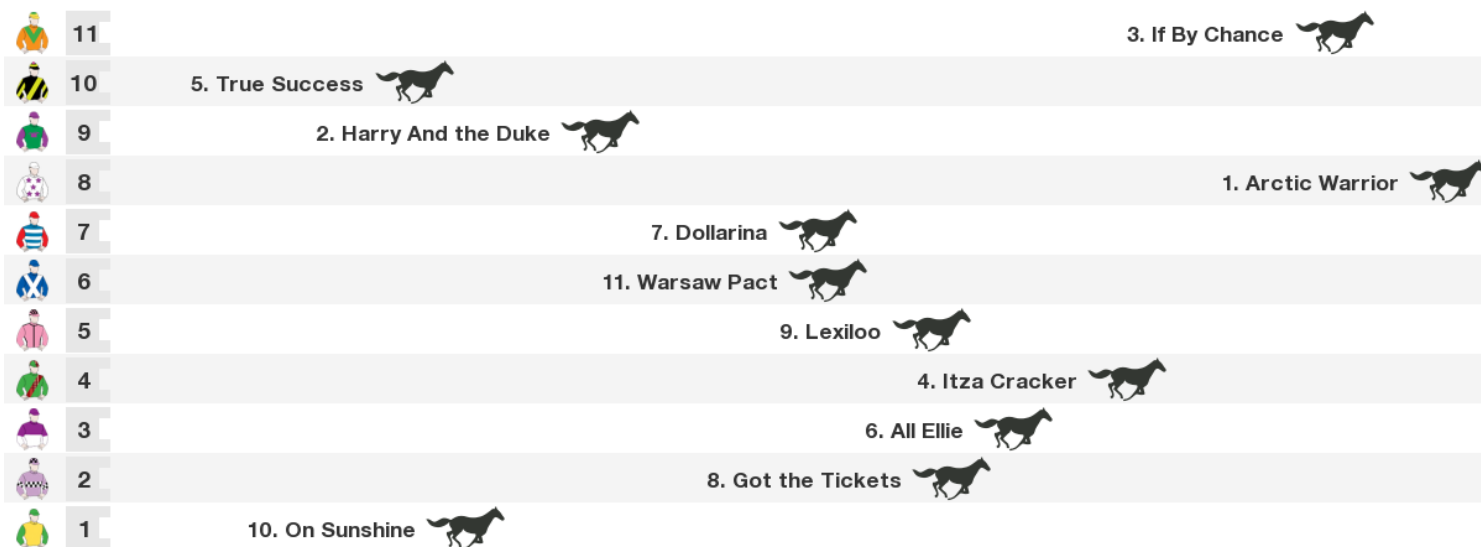 11 3. If By Chance
10 5. True Success
9 2. Harry And the Duke
8 1. Arctic Warrior
7 7. Dollarina
6 11. Warsaw Pact
5 9. Lexiloo
4 4. Itza Cracker
3 6. All Ellie
2 8. Got the Tickets
1 10. On Sunshine